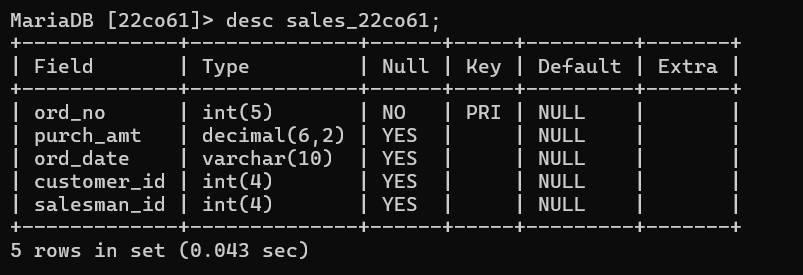 MariaDB [22co61]> desc sales_22co61;
+-------------+--------------+------+-----+---------+-------+
| Field       | Type         | Null | Key | Default | Extra |
+-------------+--------------+------+-----+---------+-------+
| ord_no      | int(5)       | NO   | PRI | NULL    |       |
| purch_amt   | decimal(6,2) | YES  |     | NULL    |       |
| ord_date    | varchar(10)  | YES  |     | NULL    |       |
| customer_id | int(4)       | YES  |     | NULL    |       |
| salesman_id | int(4)       | YES  |     | NULL    |       |
+-------------+--------------+------+-----+---------+-------+
5 rows in set (0.043 sec)